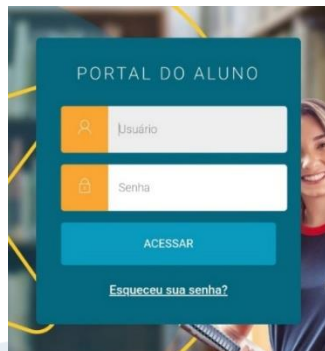 PORTAL DO ALUNO
Usuário
Senha
ACESSAR
Esqueceu sua senha?